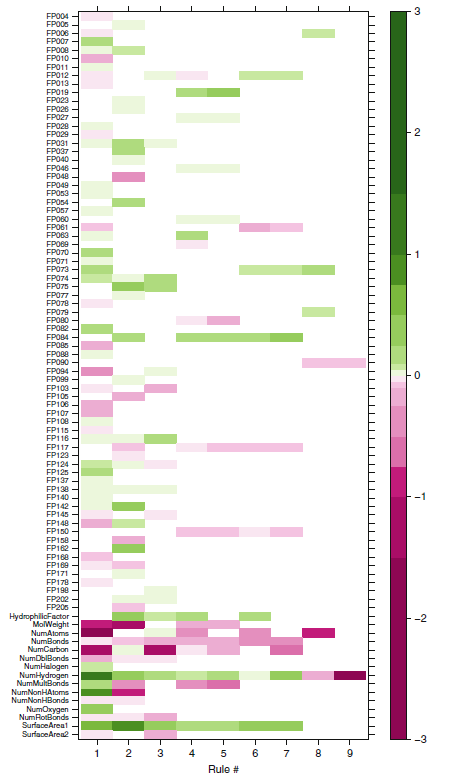 FP004
FP005
FP006
FP007
FP008
FP010
FP011
FP012
FP013
FP019
FP023
FP026
FP027
FP028
FP029
FP031
FP037
FP040
FP046
FP048
FP049
FP053
FP054
FP057
FP060
FP061
FP063
FP069
FP070
FP071
FP073
FP074
FP075
FP077
FP078
FP079
FP080
FP082
FP084
FP085
FP088
FP090
FP094
FP099
FP103
FP105
FP106
FP107
FP108
FP115
FP116
FP117
FP123
FP124
FP125
FP137
FP138
FP140
FP142
FP145
FP148
FP150
FP158
FP162
FP168
FP169
FP171
FP178
FP198
FP202
FP205
HydrophilicFactor
MolWeight
NumAtoms
NumBonds
NumCarbon
NumDblBonds
NumHalogen
NumHydrogen
NumMultBonds
NumNonHAtoms
NumNonHBonds
NumOxygen
NumRotBonds
SurfaceArea1
SurfaceArea2
1 2 3 4 5 6 7 8 9
Rule #
3
2
1
0
−1
−2
−3